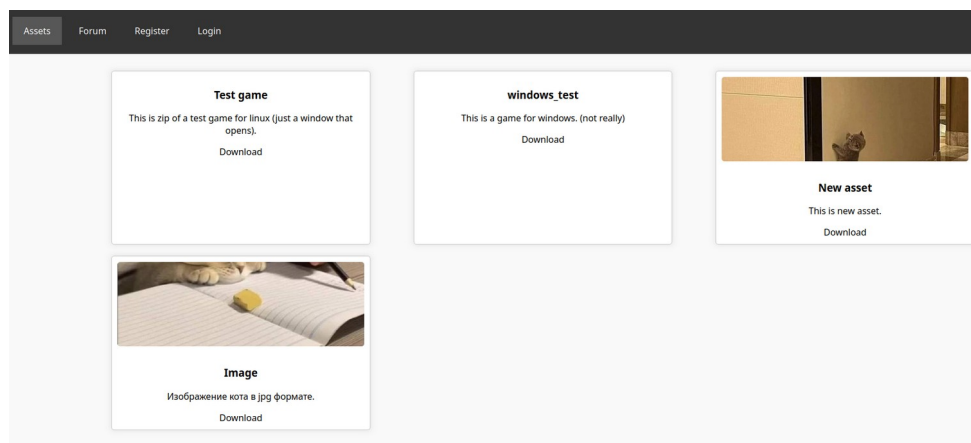 Assets
Forum
Register
Login
Test game
This is zip of a test game for linux (just a window that
opens).
Download
windows_test
This is a game for windows. (not really)
Download
New asset
This is new asset.
Download
Image
Изображение кота в jpg формате.
Download